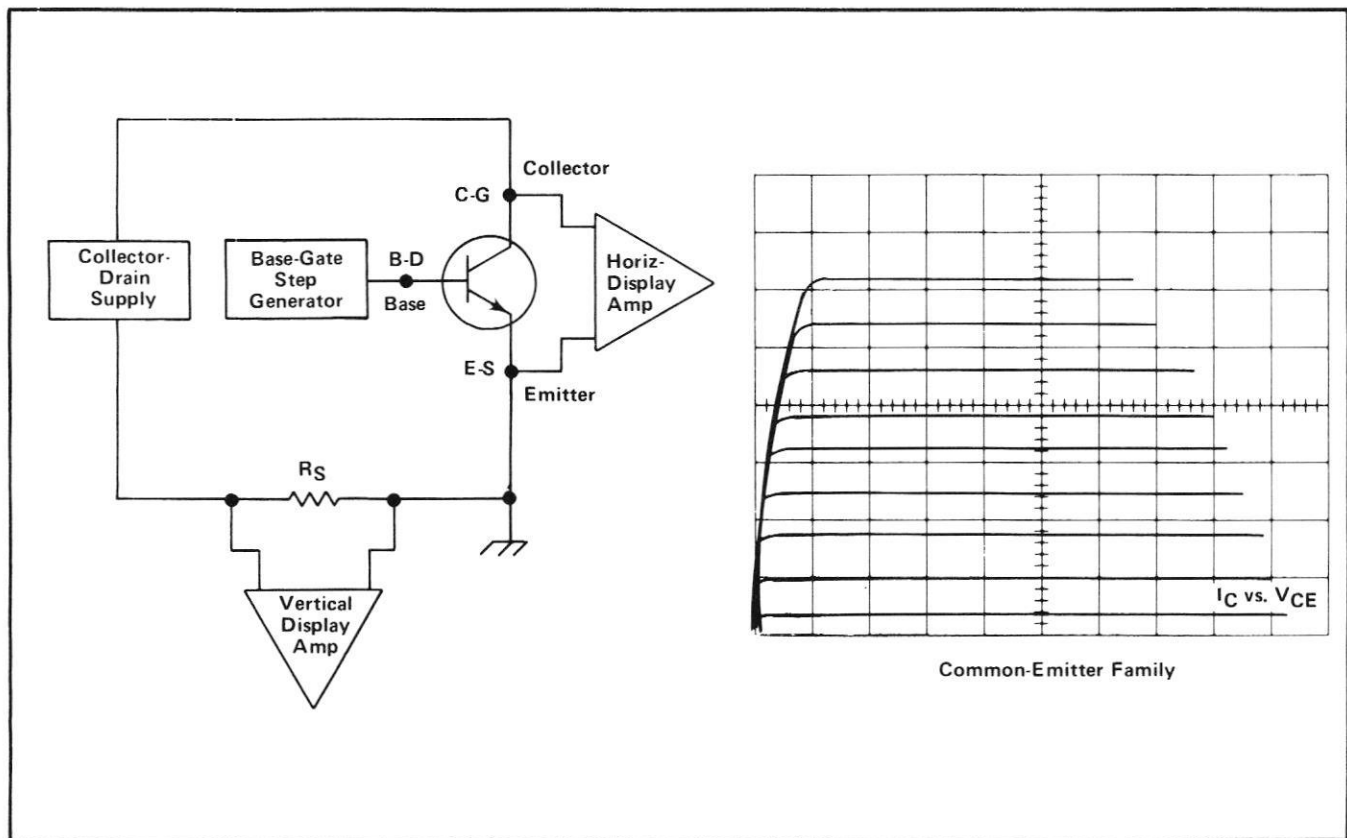 Collector
C-G
Collector-
Drain
Supply
Base-Gate
Step
Generator
B-D
Base
Horiz-
Display
Amp
E-S
Emitter
RS
Vertical
Display
Amp
IC vs. VCE
Common-Emitter Family